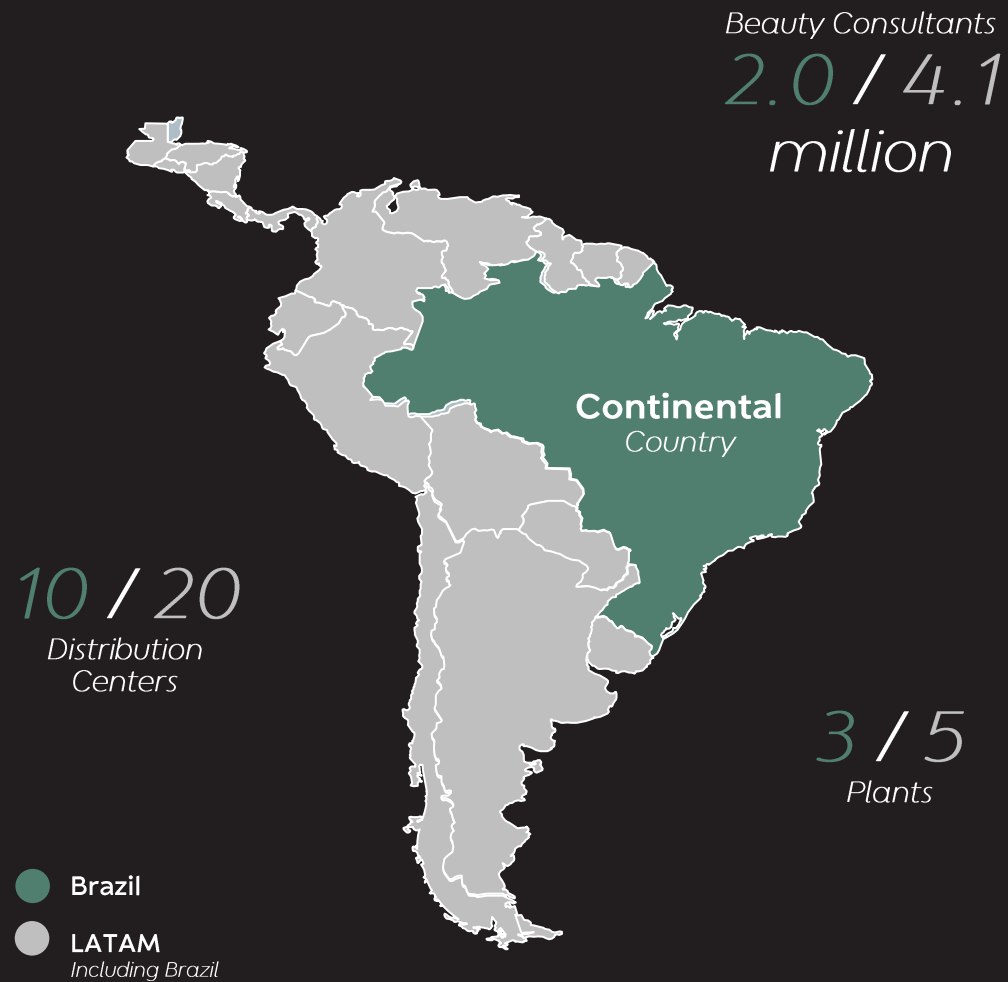 Beauty Consultants
2.0 / 4.1
million
Continental
Country
10 / 20
Distribution
Centers
3 / 5
Plants
Brazil
LATAM
Including Brazil